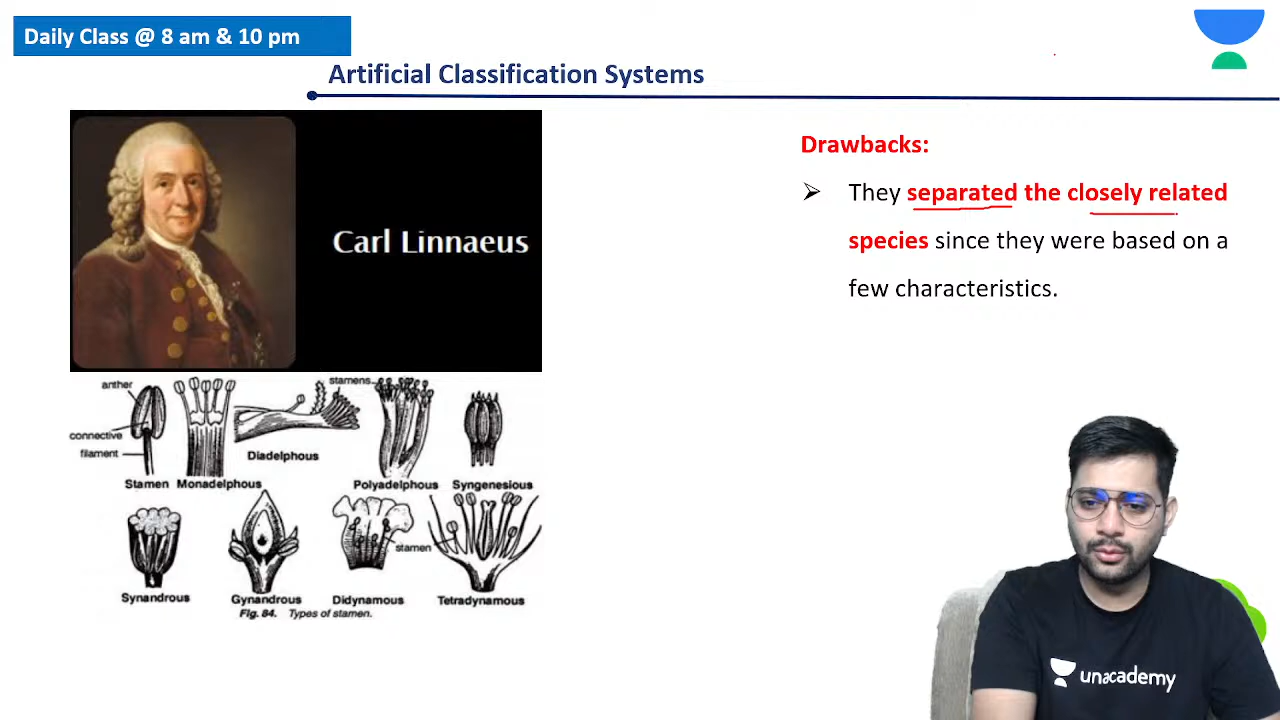 Daily Class @ 8 am & 10 pm
Artificial Classification Systems
Carl Linnaeus
Drawbacks:
They separated the closely related
species since they were based on a
few characteristics.
anther
connective
filament
stamens
Diadelphous
Stamen Monadelphous
Polyadelphous Syngenesious
stamen
Synandrous
Gynandrous
Didynamous
Tetradynamous
Fig. 84. Types of stamen.
unacademy